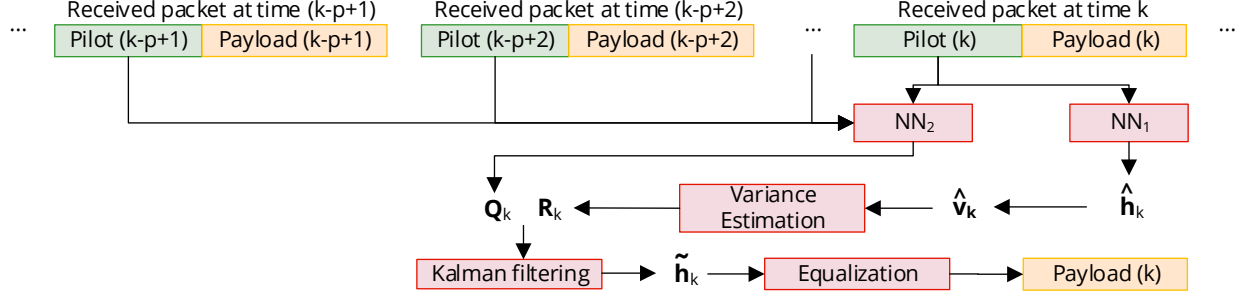 Received packet at time (k-p+1)
Received packet at time (k-p+2)
Received packet at time k
...
Pilot (k-p+1)
Payload (k-p+1)
Pilot (k-p+2)
Payload (k-p+2)
...
Pilot (k)
Payload (k)
...
NN₂
NN₁
Qₖ
Rₖ
Variance
Estimation
v̂ₖ
ĥₖ
Kalman filtering
h̃ₖ
Equalization
Payload (k)